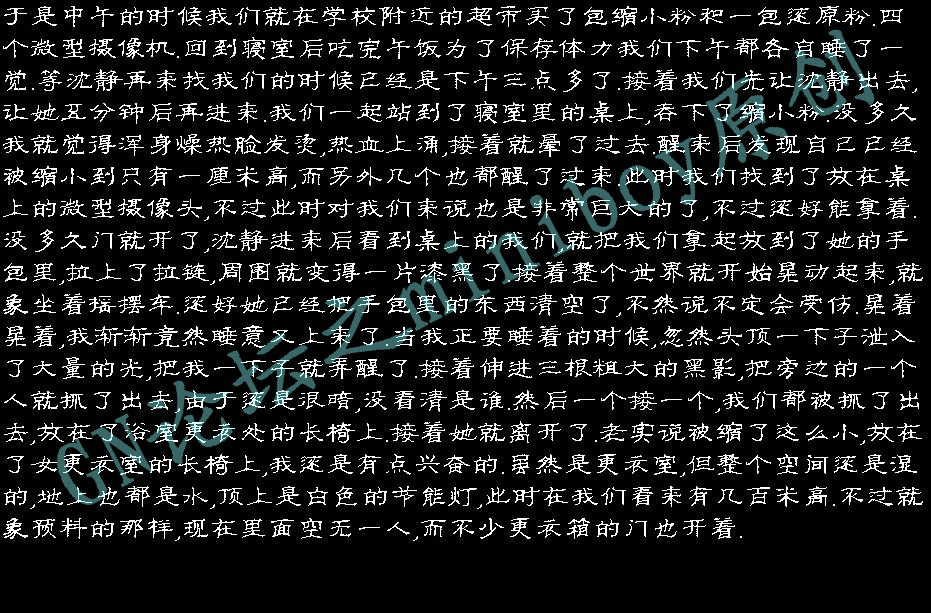 于是中午的时候我们就在学校附近的超市买了包缩小粉和一包还原粉.四
个微型摄像机.回到寝室后吃完午饭为了保存体力我们下午都各自睡了一
觉.等沈静再来找我们的时候已经是下午三点多了.接着我们先让沈静出去,
让她五分钟后再进来.我们一起站到了寝室里的桌上,吞下了缩小粉.没多久
我就觉得浑身燥热脸发烫,热血上涌,接着就晕了过去.醒来后发现自己已经
被缩小到只有一厘米高,而另外几个也都醒了过来.此时我们找到了放在桌
上的微型摄像头,不过此时对我们来说也是非常巨大的了,不过还好能拿着.
没多久门就开了,沈静进来后看到桌上的我们,就把我们拿起放到了她的手
包里,拉上了拉链,周围就变得一片漆黑了.接着整个世界就开始晃动起来,就
象坐着摇摆车.还好她已经把手包里的东西清空了,不然说不定会受伤.晃着
晃着,我渐渐竟然睡意又上来了.当我正要睡着的时候,忽然头顶一下子泄入
了大量的光,把我一下子就弄醒了.接着伸进三根粗大的黑影,把旁边的一个
人就抓了出去,由于还是很暗,没看清是谁.然后一个接一个,我们都被抓了出
去,放在了浴室更衣处的长椅上.接着她就离开了.老实说被缩了这么小,放在
了女更衣室的长椅上,我还是有点兴奋的.虽然是更衣室,但整个空间还是湿
的,地上也都是水,顶上是白色的节能灯,此时在我们看来有几百米高.不过就
象预料的那样,现在里面空无一人,而不少更衣箱的门也开着.
GN论坛之miniboy原创